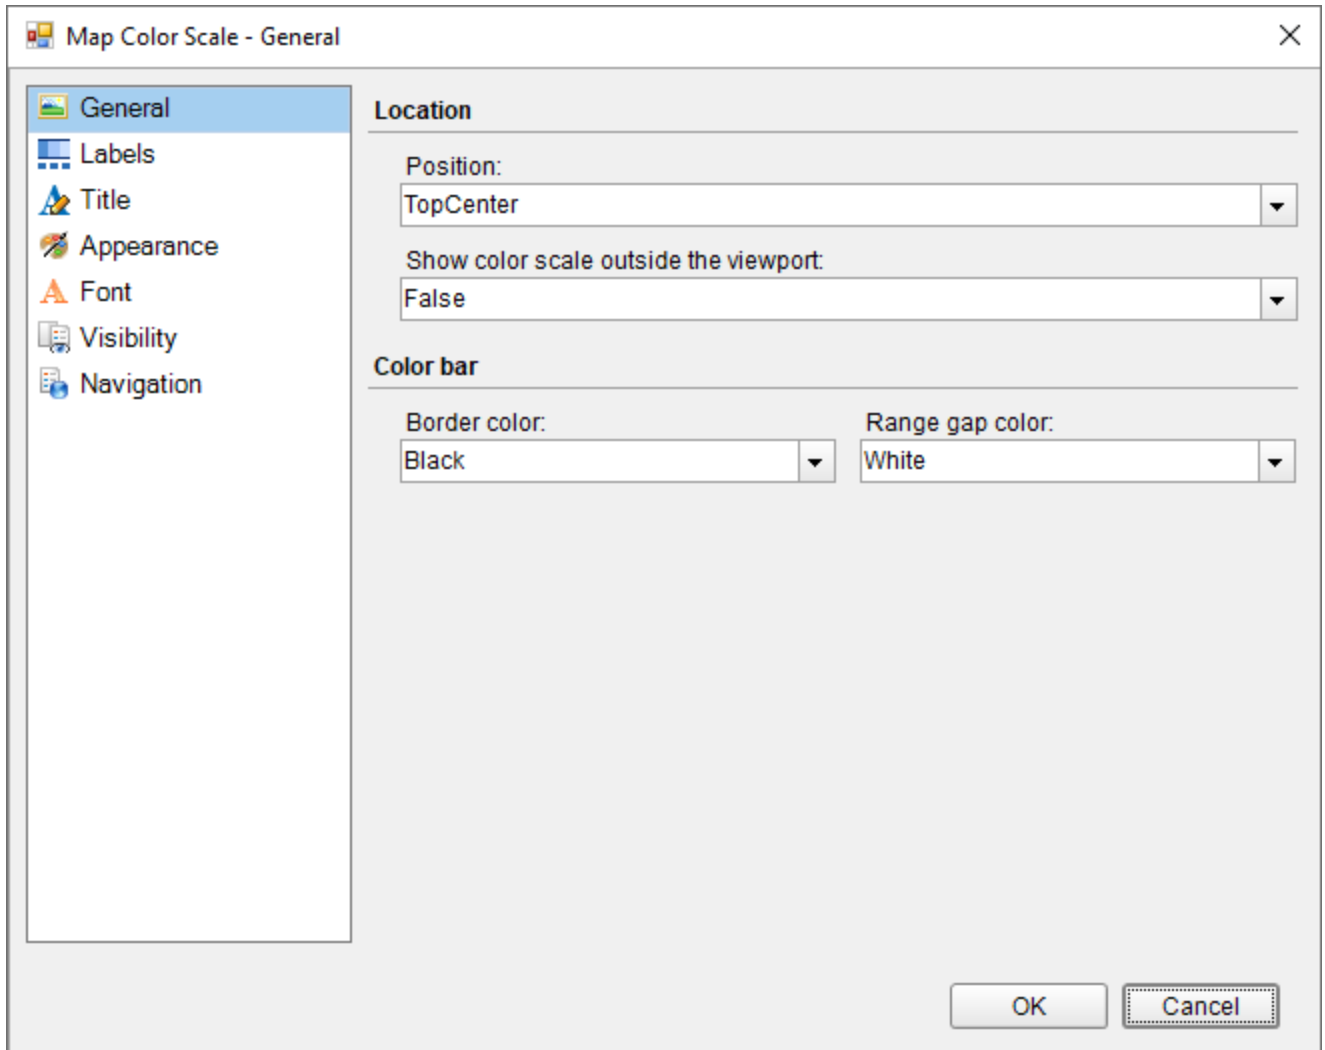 Map Color Scale - General
General
Labels
Title
Appearance
Font
Visibility
Navigation
Location
Position:
TopCenter
Show color scale outside the viewport:
False
Color bar
Border color: Range gap color:
Black White
OK Cancel